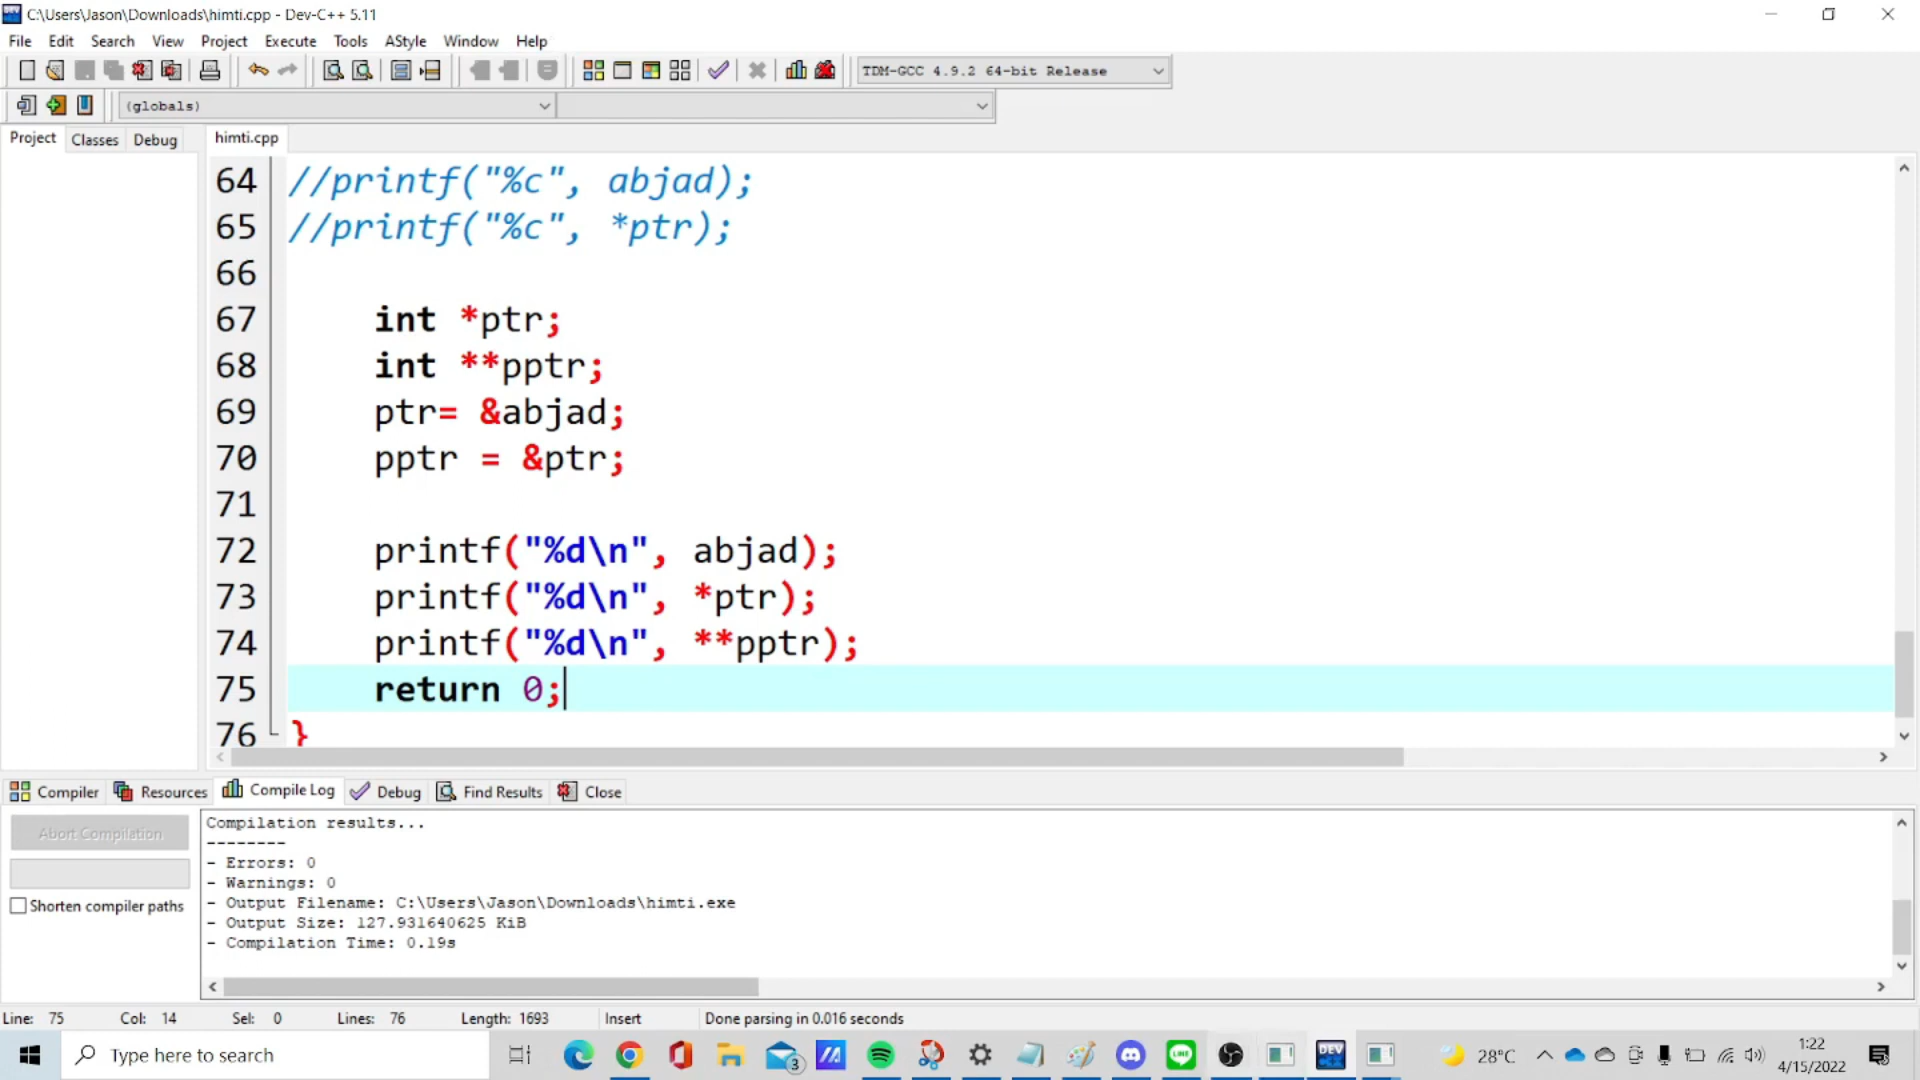 C:\Users\Jason\Downloads\himti.cpp - Dev-C++ 5.11
File Edit Search View Project Execute Tools AStyle Window Help
TDM-GCC 4.9.2 64-bit Release
(globals)
Project Classes Debug himti.cpp
64 //printf("%c", abjad);
65 //printf("%c", *ptr);
66
67 int *ptr;
68 int **pptr;
69 ptr= &abjad;
70 pptr = &ptr;
71
72 printf("%d\n", abjad);
73 printf("%d\n", *ptr);
74 printf("%d\n", **pptr);
75 return 0;
76 }
Compiler Resources Compile Log Debug Find Results Close
Abort Compilation
Shorten compiler paths
Compilation results...
--------
- Errors: 0
- Warnings: 0
- Output Filename: C:\Users\Jason\Downloads\himti.exe
- Output Size: 127.931640625 KiB
- Compilation Time: 0.19s
Line: 75 Col: 14 Sel: 0 Lines: 76 Length: 1693 Insert Done parsing in 0.016 seconds
Type here to search
3
DEV
LINE
28°C
1:22
4/15/2022